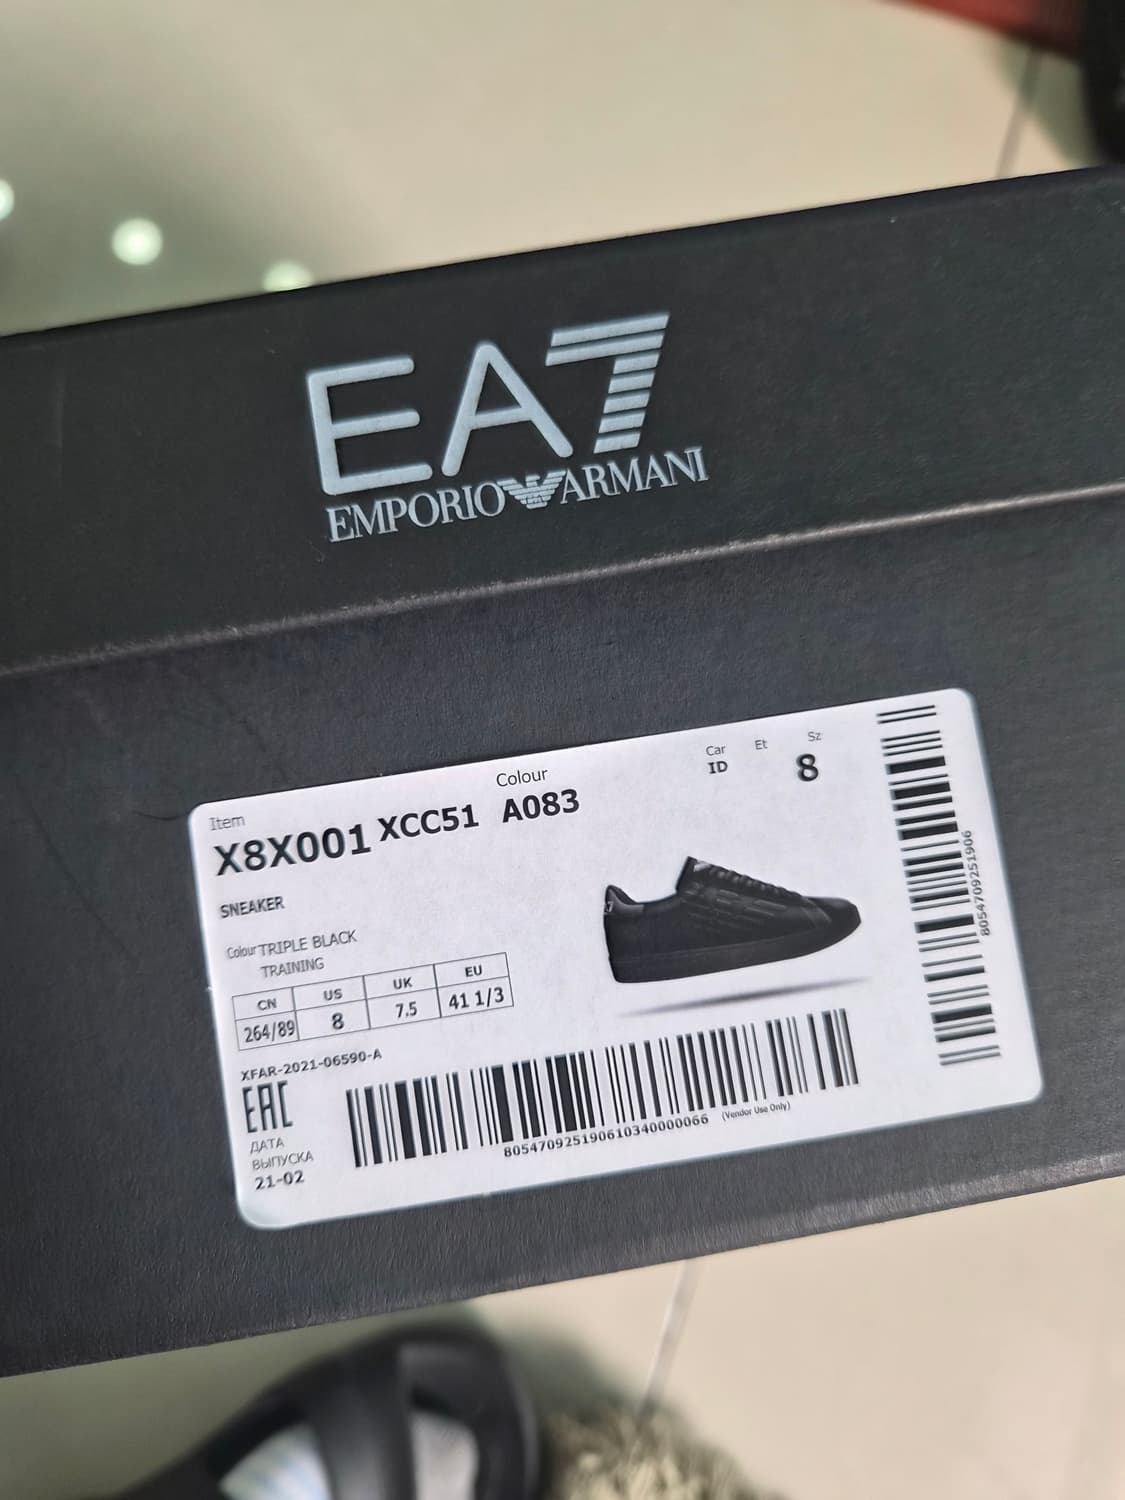 EA7
EMPORIO ARMANI
Item Colour Car Et Sz
X8X001 XCC51 A083 ID 8
SNEAKER
Colour TRIPLE BLACK
TRAINING
CN US UK EU
264/89 8 7.5 41 1/3
XFAR-2021-06590-A
EAC
ДАТА
ВЫПУСКА
21-02
805470925190610340000066 (Vendor Use Only)
8054709251906